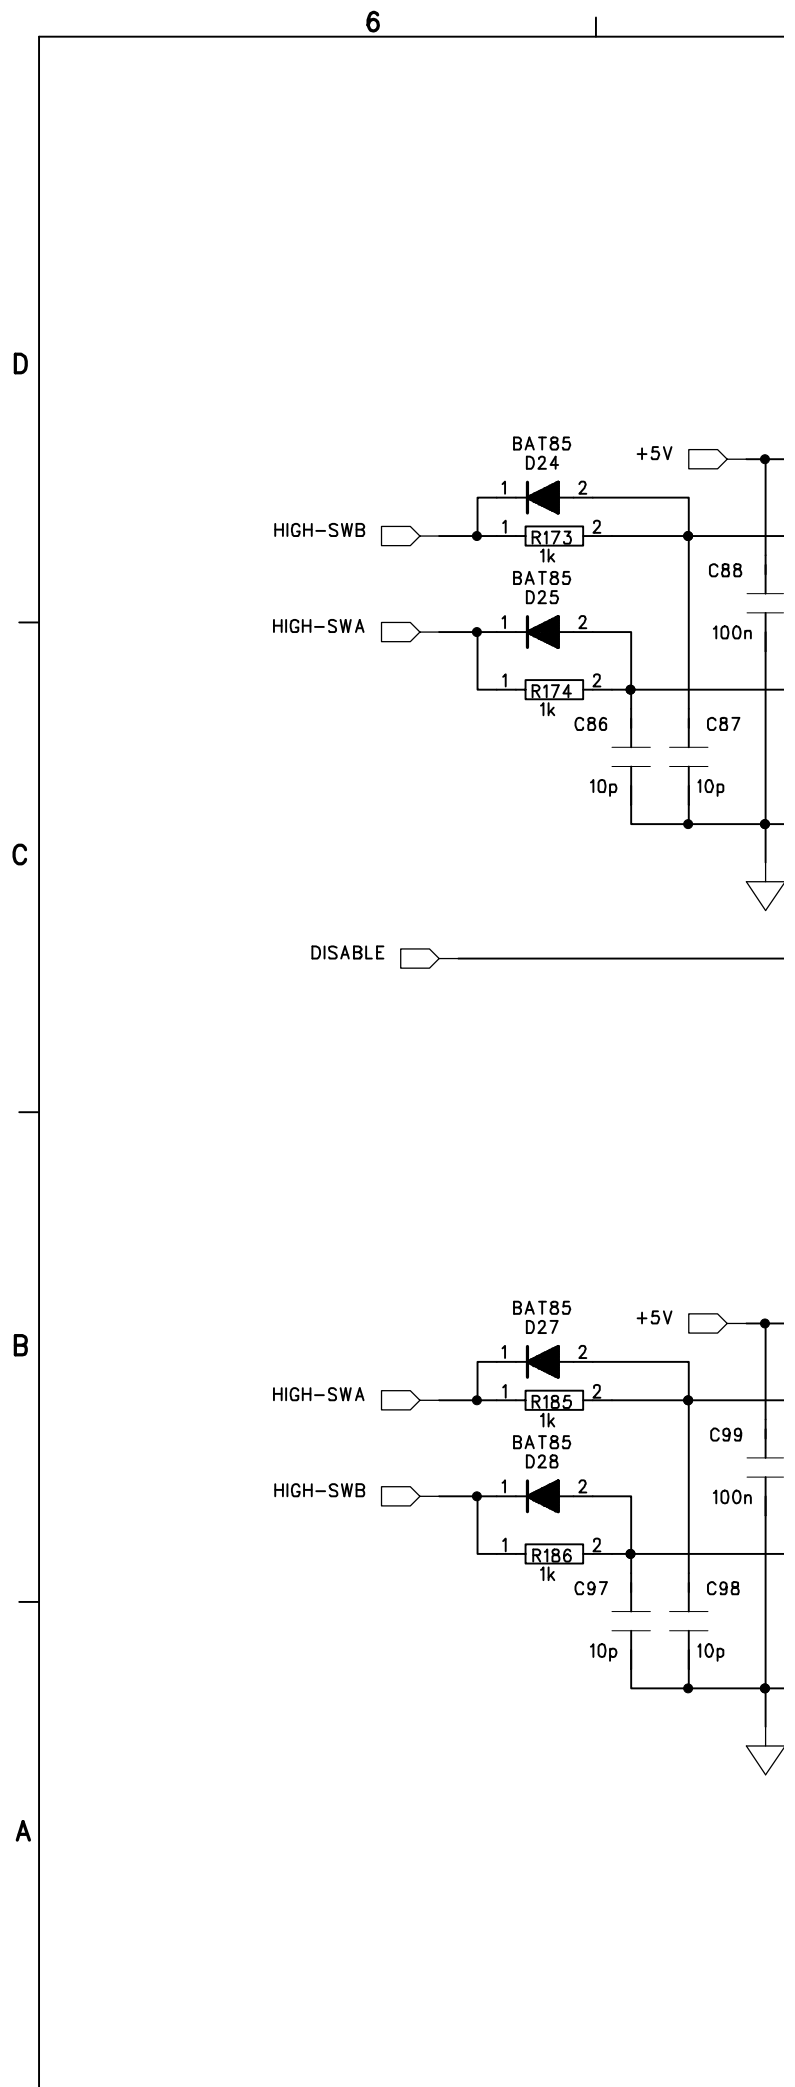 6
D
BAT85
D24
+5V
1 2
HIGH-SWB
1 R173 2
1k
C88
BAT85
D25
1 2
HIGH-SWA
100n
1 R174 2
1k
C86 C87
10p 10p
C
DISABLE
B
BAT85
D27
+5V
1 2
HIGH-SWA
1 R185 2
1k
C99
BAT85
D28
1 2
HIGH-SWB
100n
1 R186 2
1k
C97 C98
10p 10p
A